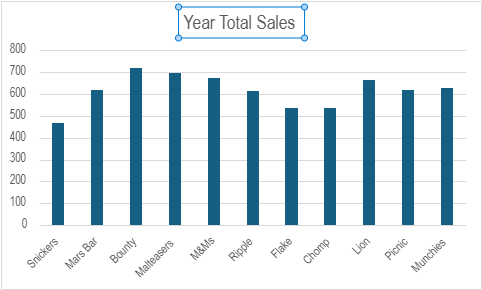 Year Total Sales
800
700
600
500
400
300
200
100
0
Snickers
Mars Bar
Bounty
Malteasers
M&Ms
Ripple
Flake
Chomp
Lion
Picnic
Munchies